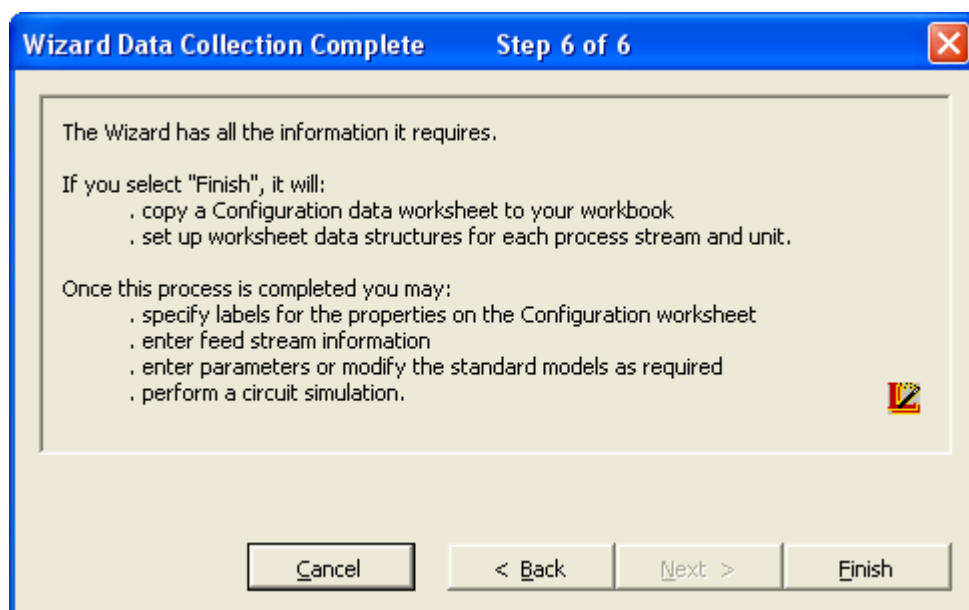 Wizard Data Collection Complete Step 6 of 6
The Wizard has all the information it requires.
If you select "Finish", it will:
. copy a Configuration data worksheet to your workbook
. set up worksheet data structures for each process stream and unit.
Once this process is completed you may:
. specify labels for the properties on the Configuration worksheet
. enter feed stream information
. enter parameters or modify the standard models as required
. perform a circuit simulation.
Cancel < Back Next > Finish